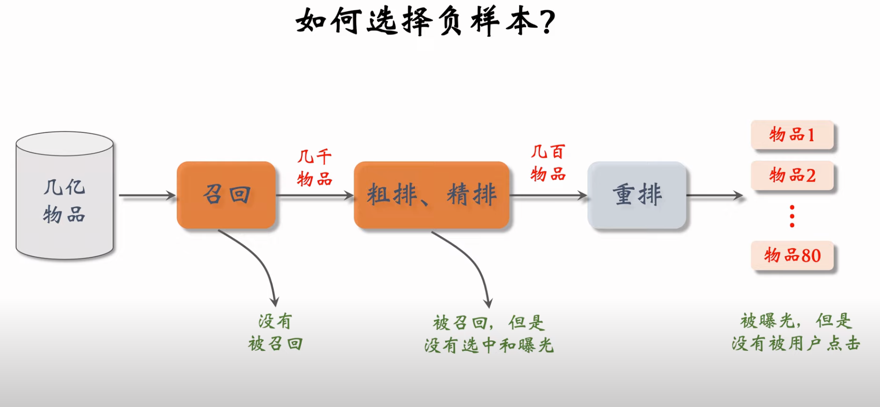 如何选择负样本？
几亿
物品
召回
几千
物品
粗排、精排
几百
物品
重排
物品1
物品2
物品80
没有
被召回
被召回，但是
没有选中和曝光
被曝光，但是
没有被用户点击